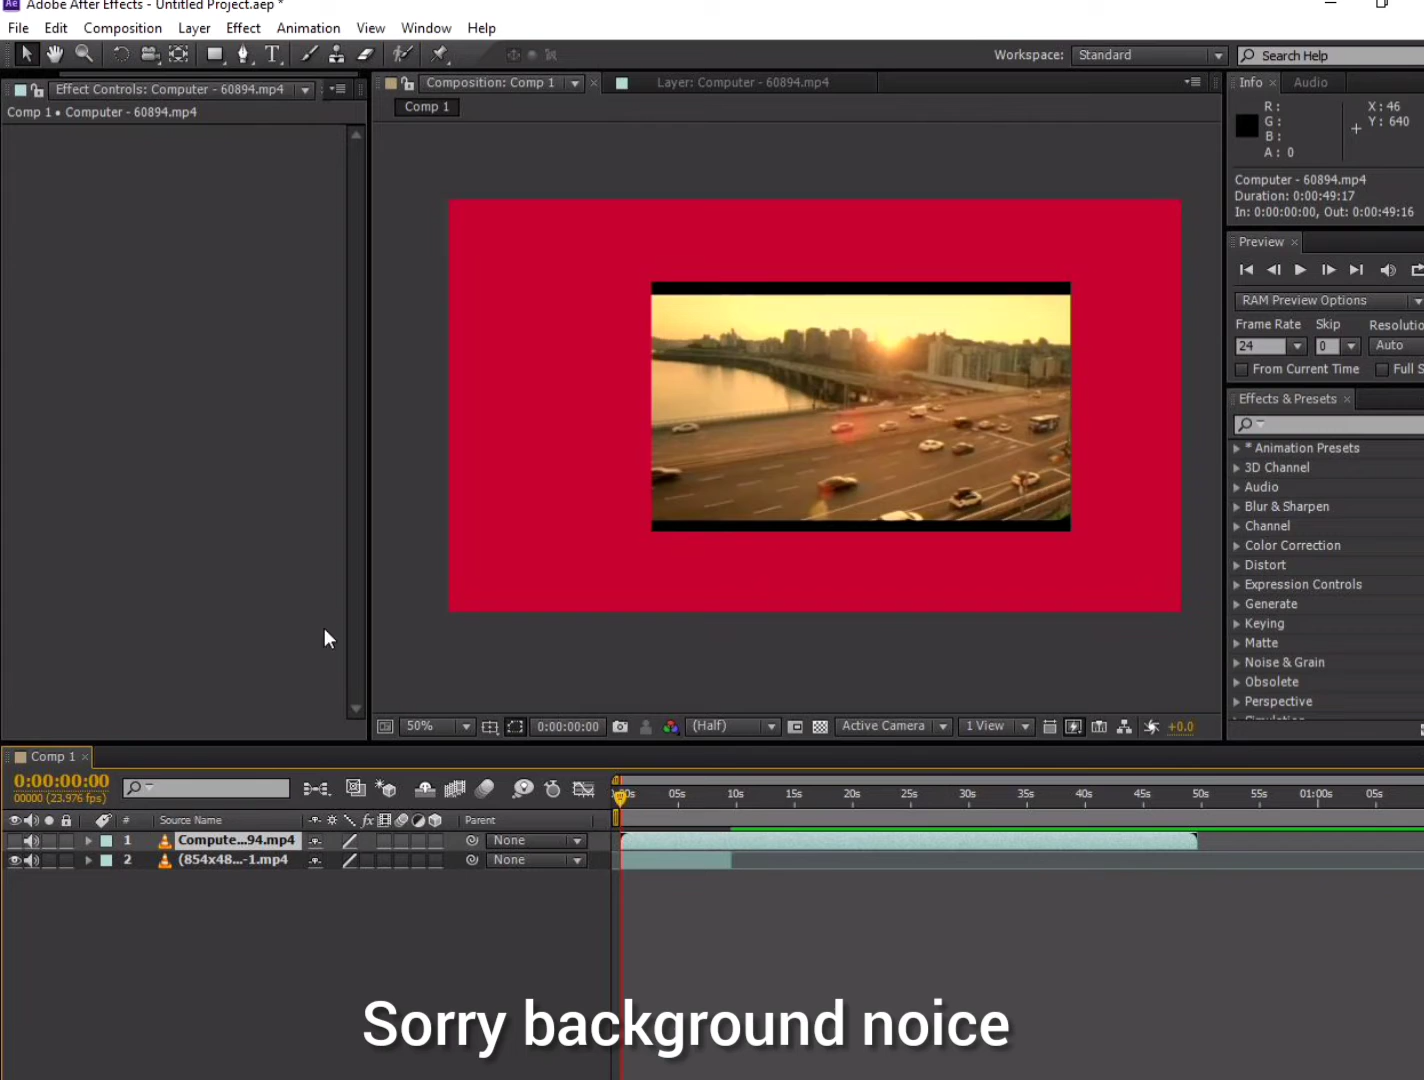 Adobe After Effects - Untitled Project.aep *
File Edit Composition Layer Effect Animation View Window Help
Workspace: Standard Search Help
Effect Controls: Computer - 60894.mp4
Comp 1 • Computer - 60894.mp4
Composition: Comp 1 Layer: Computer - 60894.mp4
Comp 1
Info Audio
R: X: 46
G: Y: 640
B:
A: 0
Computer - 60894.mp4
Duration: 0:00:49:17
In: 0:00:00:00, Out: 0:00:49:16
Preview
RAM Preview Options
Frame Rate Skip Resolutio
24 0 Auto
From Current Time Full S
Effects & Presets
* Animation Presets
3D Channel
Audio
Blur & Sharpen
Channel
Color Correction
Distort
Expression Controls
Generate
Keying
Matte
Noise & Grain
Obsolete
Perspective
50% 0:00:00:00 (Half) Active Camera 1 View +0.0
Comp 1
0:00:00:00
00000 (23.976 fps)
05s 10s 15s 20s 25s 30s 35s 40s 45s 50s 55s 01:00s 05s
# Source Name Parent
1 Compute...94.mp4 None
2 (854x48...-1.mp4 None
Sorry background noice